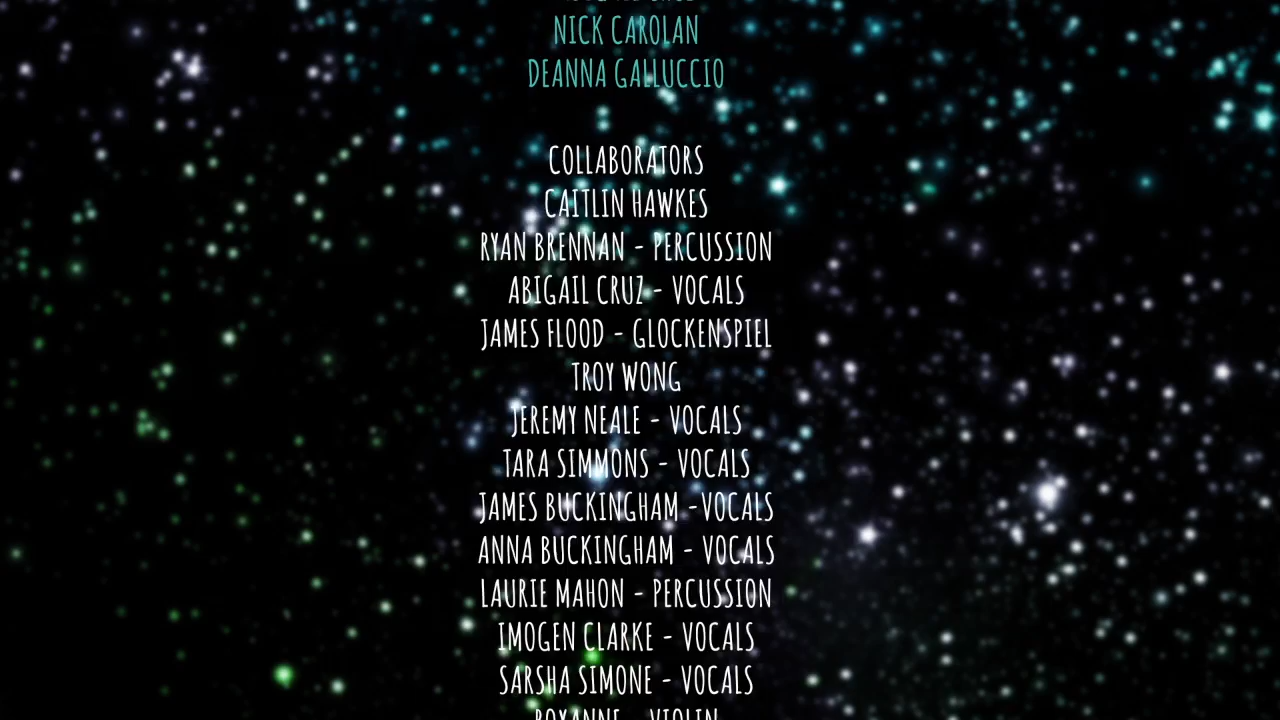 NICK CAROLAN
DEANNA GALLUCCIO
COLLABORATORS
CAITLIN HAWKES
RYAN BRENNAN - PERCUSSION
ABIGAIL CRUZ - VOCALS
JAMES FLOOD - GLOCKENSPIEL
TROY WONG
JEREMY NEALE - VOCALS
TARA SIMMONS - VOCALS
JAMES BUCKINGHAM -VOCALS
ANNA BUCKINGHAM - VOCALS
LAURIE MAHON - PERCUSSION
IMOGEN CLARKE - VOCALS
SARSHA SIMONE - VOCALS
ROXANNE - VIOLIN